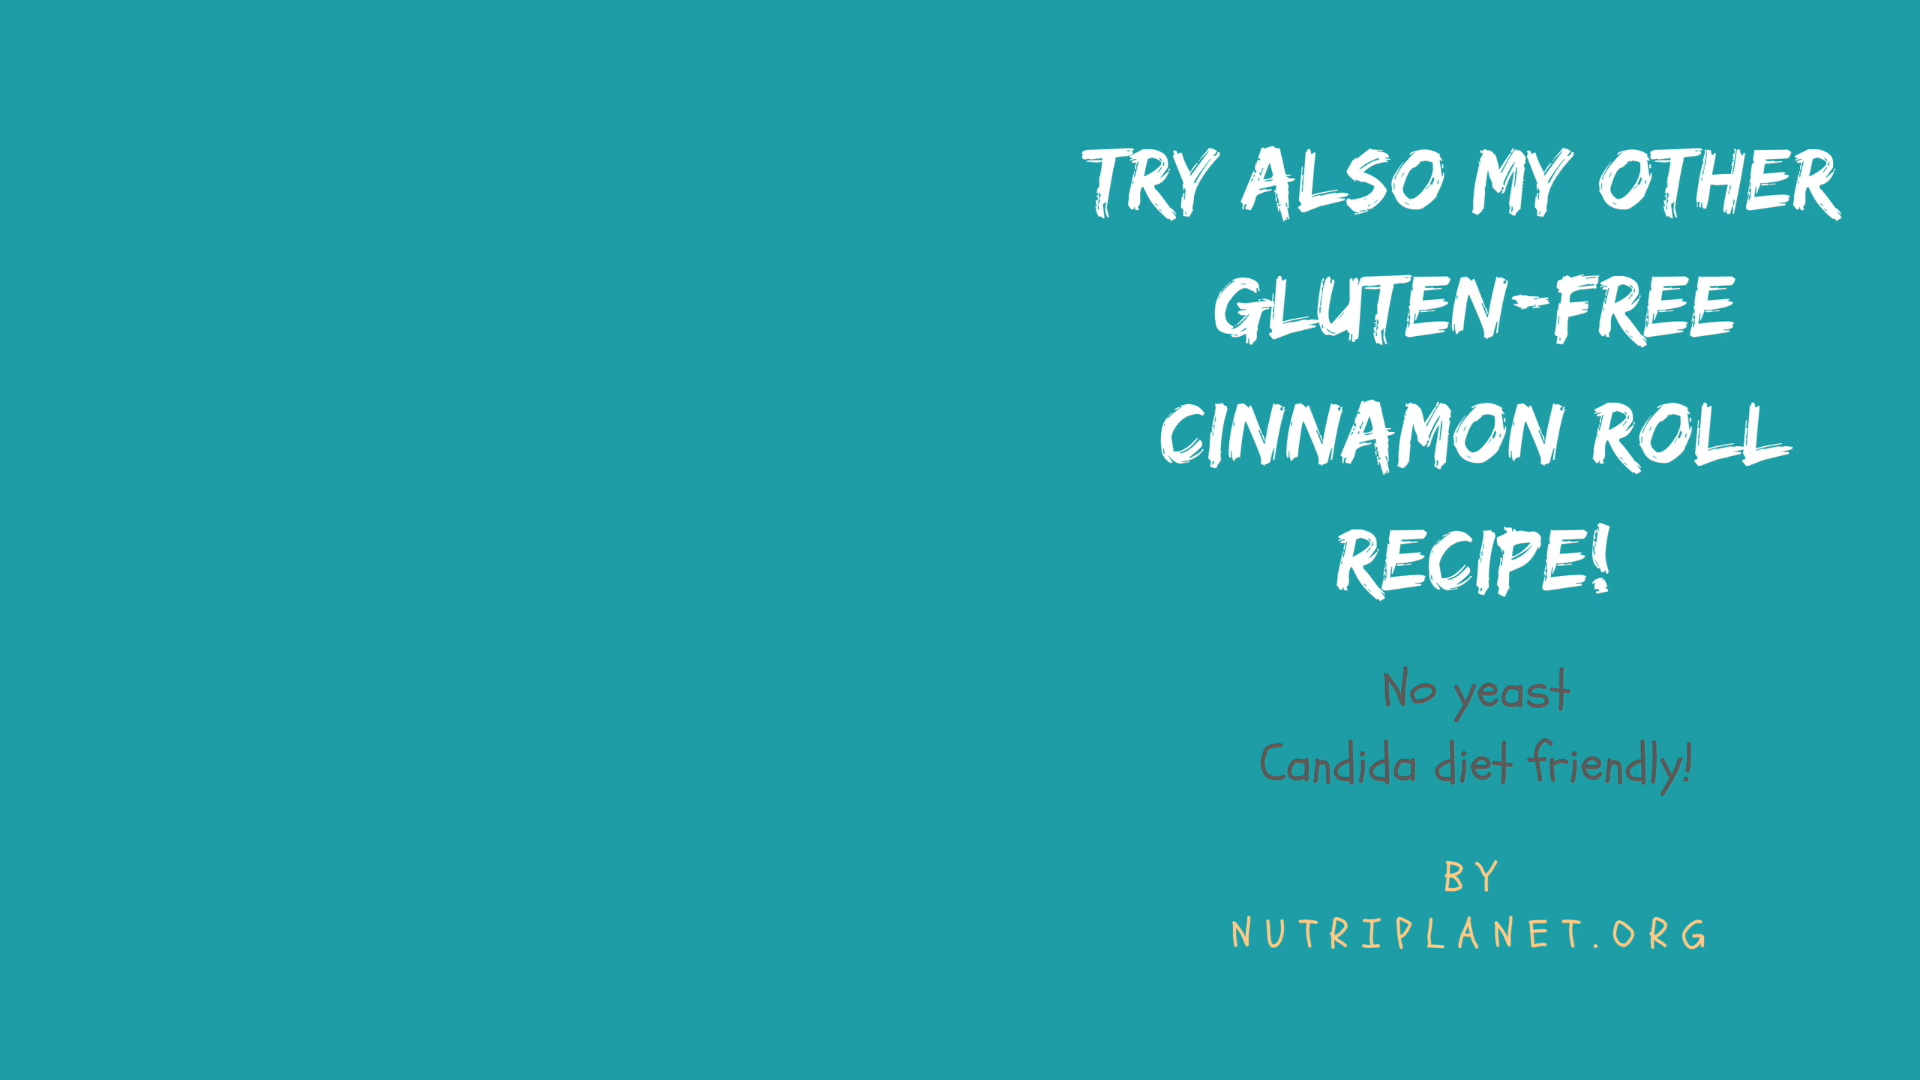 TRY ALSO MY OTHER
GLUTEN-FREE
CINNAMON ROLL
RECIPE!
No yeast
Candida diet friendly!
BY
NUTRIPLANET.ORG